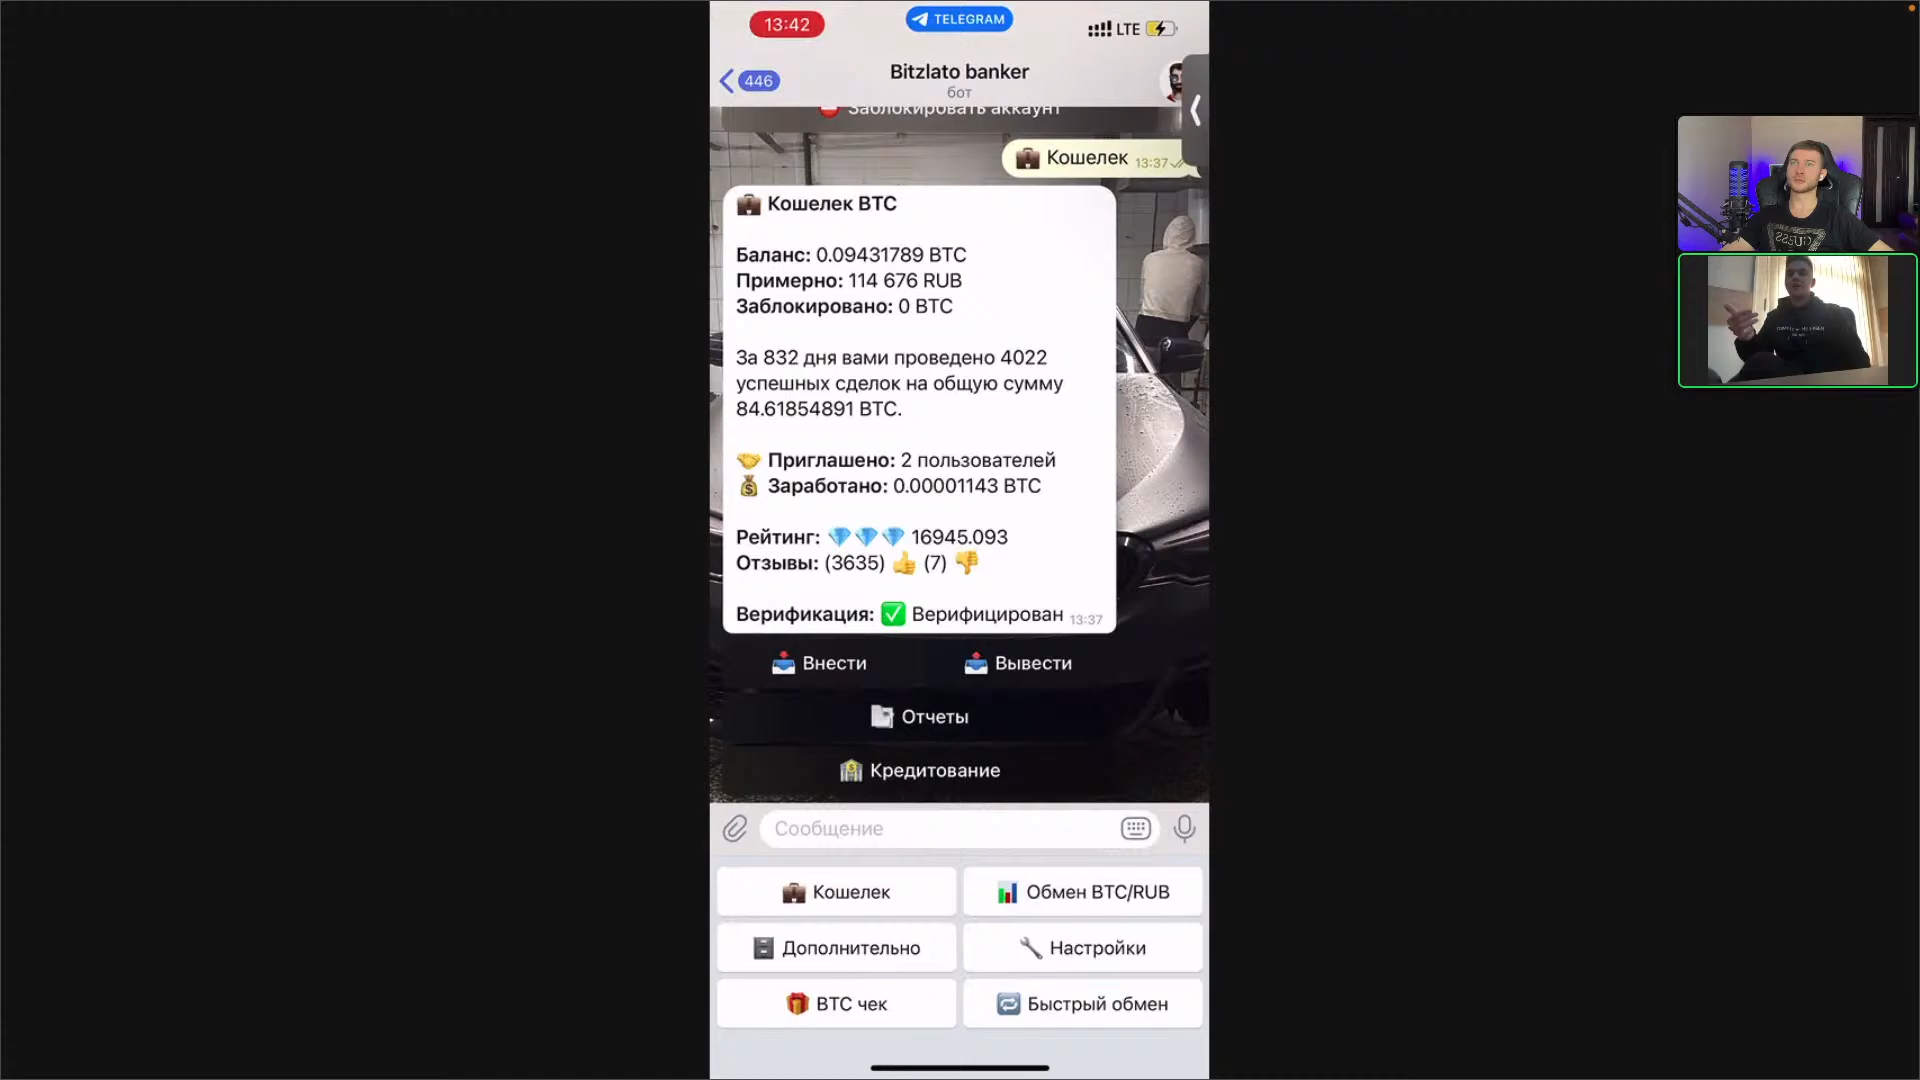 13:42
TELEGRAM
LTE
446
Bitzlato banker
бот
Заблокировать аккаунт
Кошелек 13:37
Кошелек BTC
Баланс: 0.09431789 BTC
Примерно: 114 676 RUB
Заблокировано: 0 BTC
За 832 дня вами проведено 4022
успешных сделок на общую сумму
84.61854891 BTC.
Приглашено: 2 пользователей
Заработано: 0.00001143 BTC
Рейтинг: 16945.093
Отзывы: (3635) (7)
Верификация: Верифицирован 13:37
Внести
Вывести
Отчеты
Кредитование
Сообщение
Кошелек
Обмен BTC/RUB
Дополнительно
Настройки
BTC чек
Быстрый обмен
GUESS